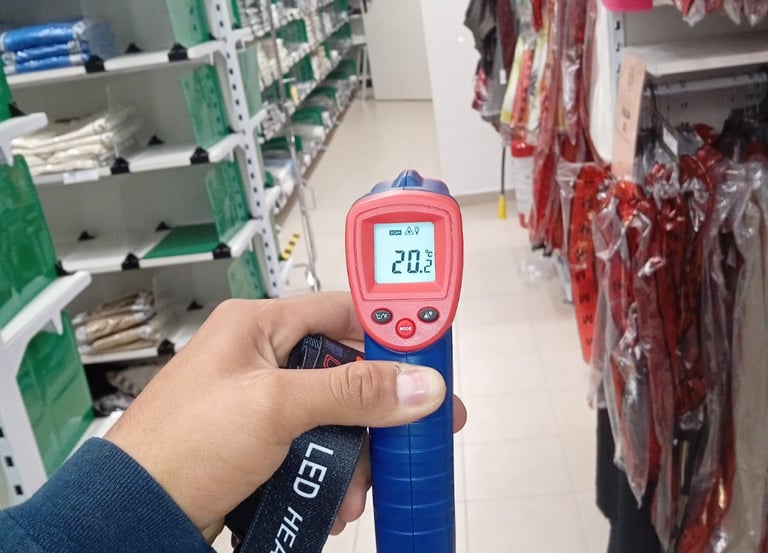 SCAN
20.2 °C
°C/°F
MODE
LED HEA